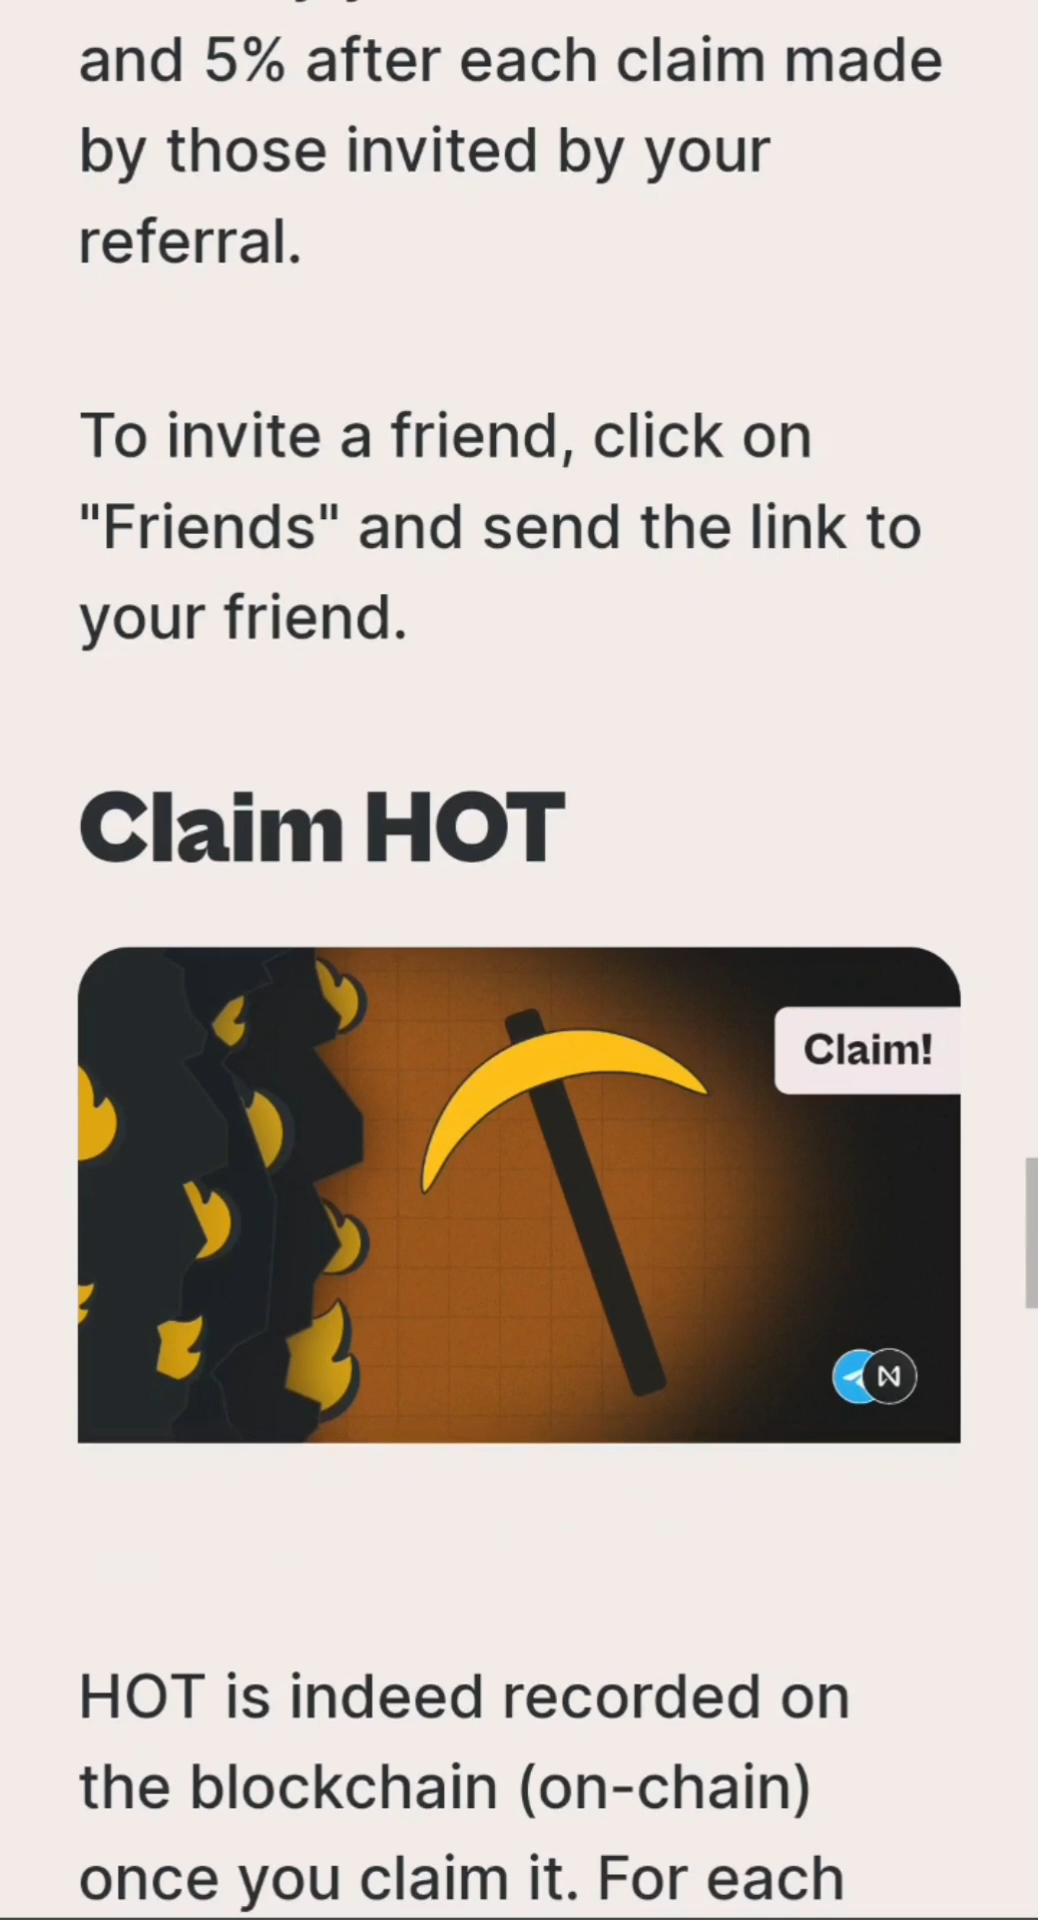 and 5% after each claim made
by those invited by your
referral.
To invite a friend, click on
"Friends" and send the link to
your friend.
Claim HOT
Claim!
HOT is indeed recorded on
the blockchain (on-chain)
once you claim it. For each